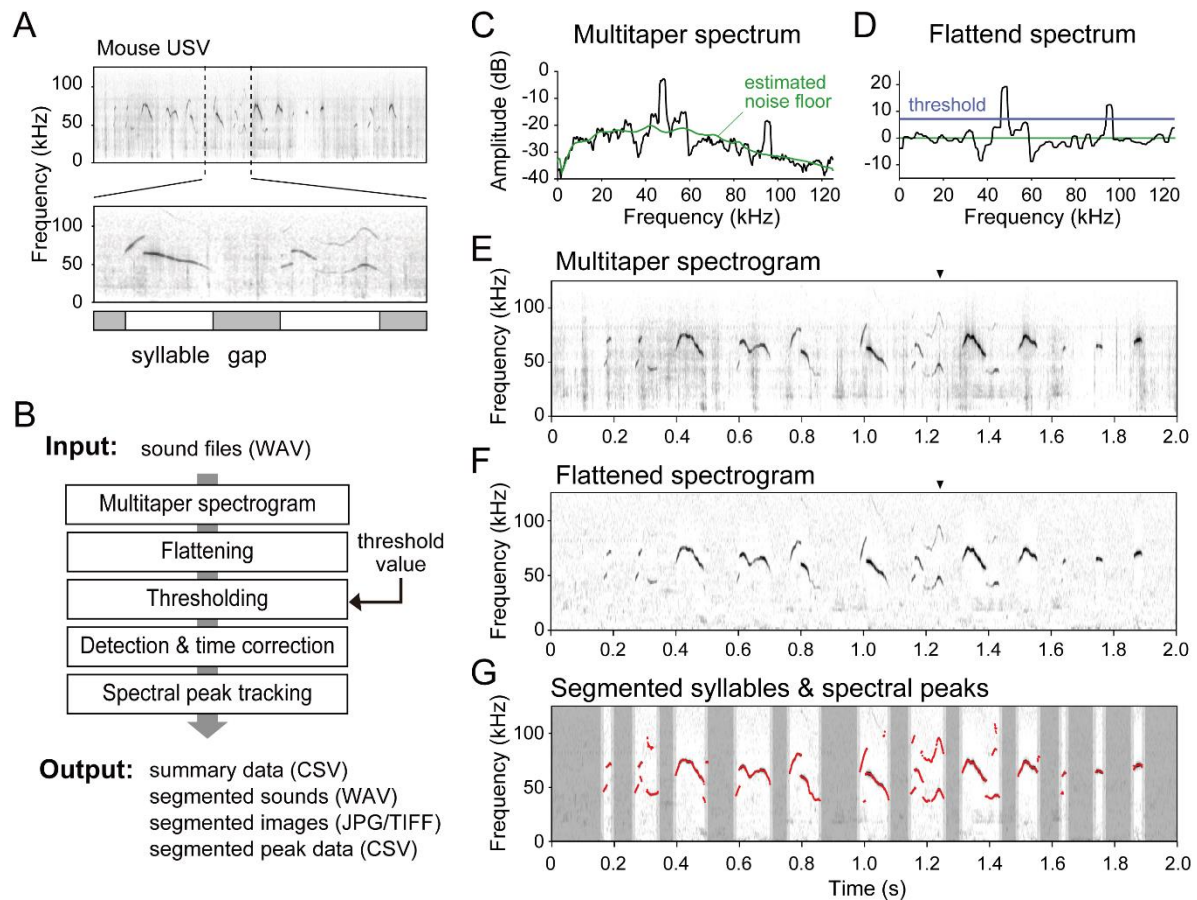 A
Mouse USV
Frequency (kHz)
100
50
0
100
50
0
syllable gap
B
Input: sound files (WAV)
Multitaper spectrogram
Flattening
threshold
value
Thresholding
Detection & time correction
Spectral peak tracking
Output: summary data (CSV)
segmented sounds (WAV)
segmented images (JPG/TIFF)
segmented peak data (CSV)
C
Multitaper spectrum
Amplitude (dB)
0
-10
-20
-30
-40
estimated
noise floor
0 20 40 60 80 100 120
Frequency (kHz)
D
Flattend spectrum
20
10
0
-10
threshold
0 40 80 120
Frequency (kHz)
E
Multitaper spectrogram
Frequency (kHz)
100
50
0
0 0.2 0.4 0.6 0.8 1.0 1.2 1.4 1.6 1.8 2.0
F
Flattened spectrogram
Frequency (kHz)
100
50
0
0 0.2 0.4 0.6 0.8 1.0 1.2 1.4 1.6 1.8 2.0
G
Segmented syllables & spectral peaks
Frequency (kHz)
100
50
0
0 0.2 0.4 0.6 0.8 1.0 1.2 1.4 1.6 1.8 2.0
Time (s)